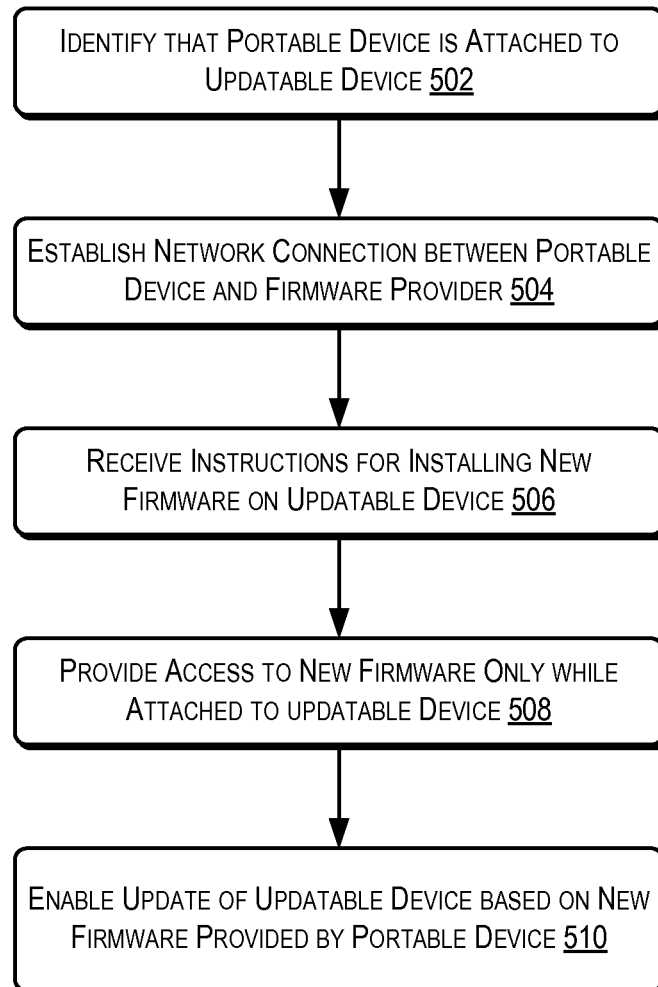 IDENTIFY THAT PORTABLE DEVICE IS ATTACHED TO
UPDATABLE DEVICE 502
ESTABLISH NETWORK CONNECTION BETWEEN PORTABLE
DEVICE AND FIRMWARE PROVIDER 504
RECEIVE INSTRUCTIONS FOR INSTALLING NEW
FIRMWARE ON UPDATABLE DEVICE 506
PROVIDE ACCESS TO NEW FIRMWARE ONLY WHILE
ATTACHED TO UPDATABLE DEVICE 508
ENABLE UPDATE OF UPDATABLE DEVICE BASED ON NEW
FIRMWARE PROVIDED BY PORTABLE DEVICE 510